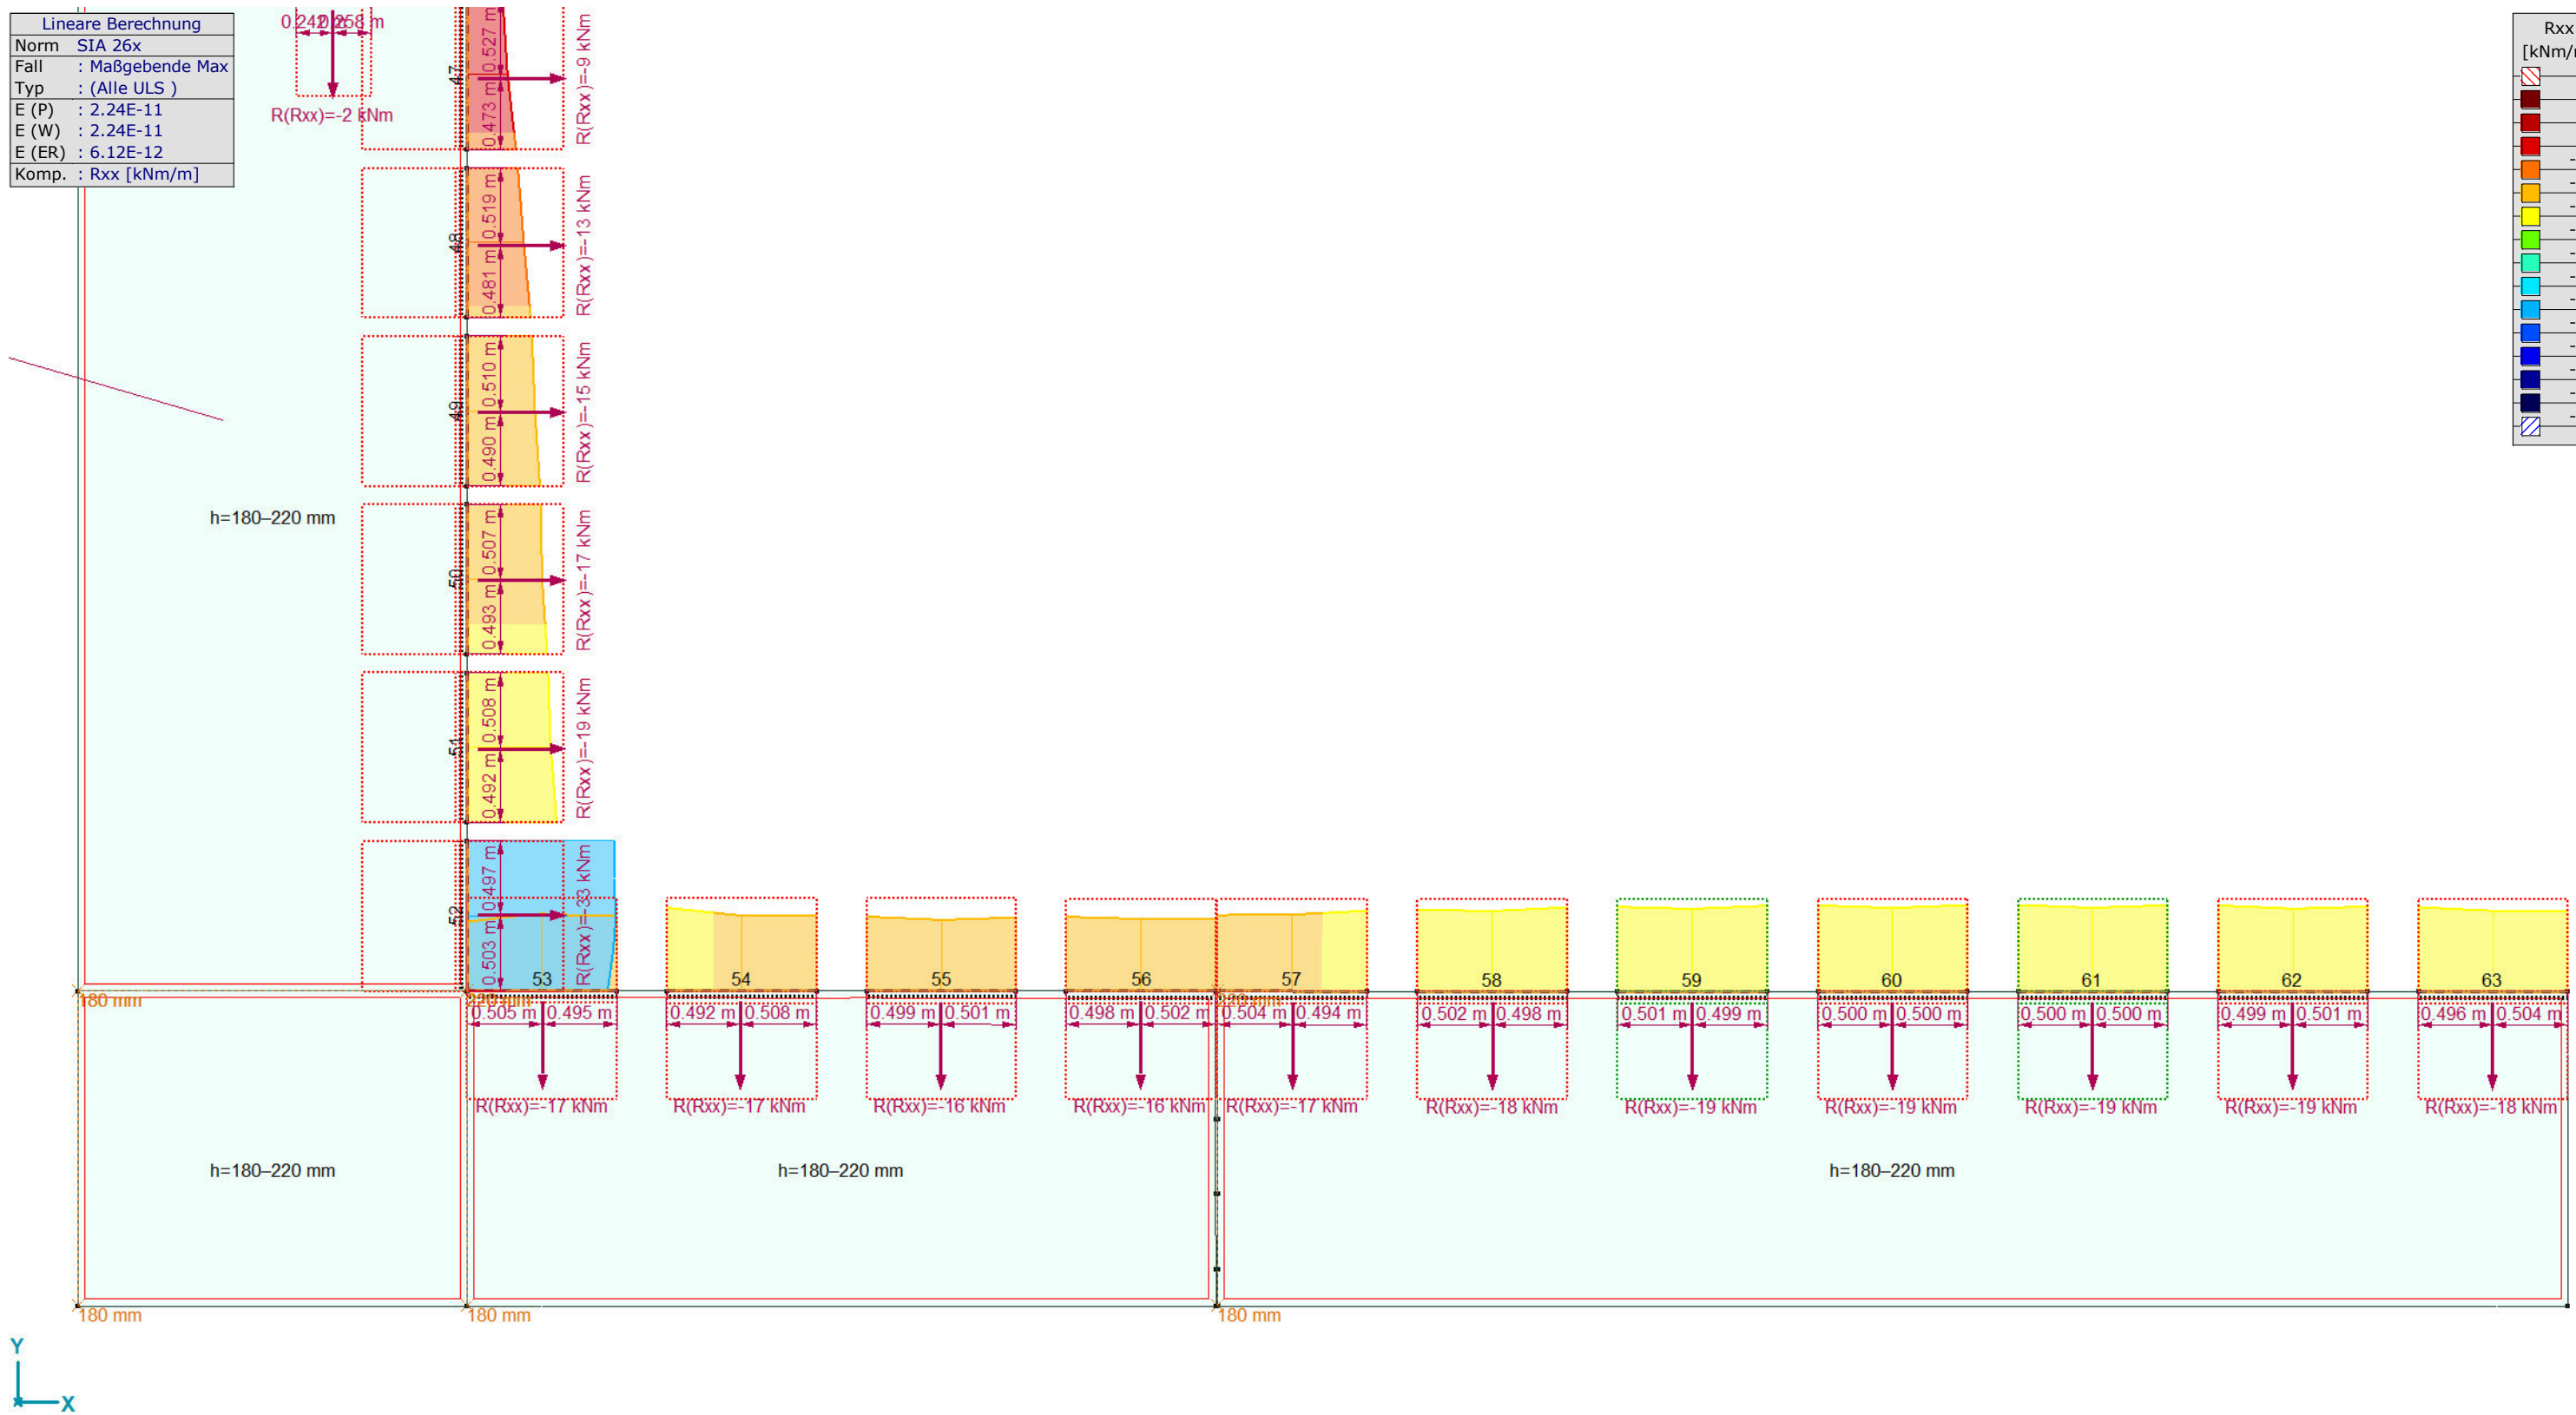 Lineare Berechnung
Norm SIA 26x
Fall : Maßgebende Max
Typ : (Alle ULS )
E (P) : 2.24E-11
E (W) : 2.24E-11
E (ER) : 6.12E-12
Komp. : Rxx [kNm/m]
R(Rxx)=-2 kNm
Rxx
[kNm/
47
0.527 m
0.473 m
R(Rxx)=-9 kNm
48
0.519 m
0.481 m
R(Rxx)=-13 kNm
49
0.510 m
0.490 m
R(Rxx)=-15 kNm
h=180–220 mm
50
0.507 m
0.493 m
R(Rxx)=-17 kNm
51
0.508 m
0.492 m
R(Rxx)=-19 kNm
52
0.497 m
0.503 m
R(Rxx)=-33 kNm
53 54 55 56 57 58 59 60 61 62 63
180 mm
0.505 m 0.495 m 0.492 m 0.508 m 0.499 m 0.501 m 0.498 m 0.502 m 0.504 m 0.494 m 0.502 m 0.498 m 0.501 m 0.499 m 0.500 m 0.500 m 0.500 m 0.500 m 0.499 m 0.501 m 0.496 m 0.504 m
R(Rxx)=-17 kNm R(Rxx)=-17 kNm R(Rxx)=-16 kNm R(Rxx)=-16 kNm R(Rxx)=-17 kNm R(Rxx)=-18 kNm R(Rxx)=-19 kNm R(Rxx)=-19 kNm R(Rxx)=-19 kNm R(Rxx)=-19 kNm R(Rxx)=-18 kNm
h=180–220 mm h=180–220 mm h=180–220 mm
180 mm 180 mm 180 mm
Y
X